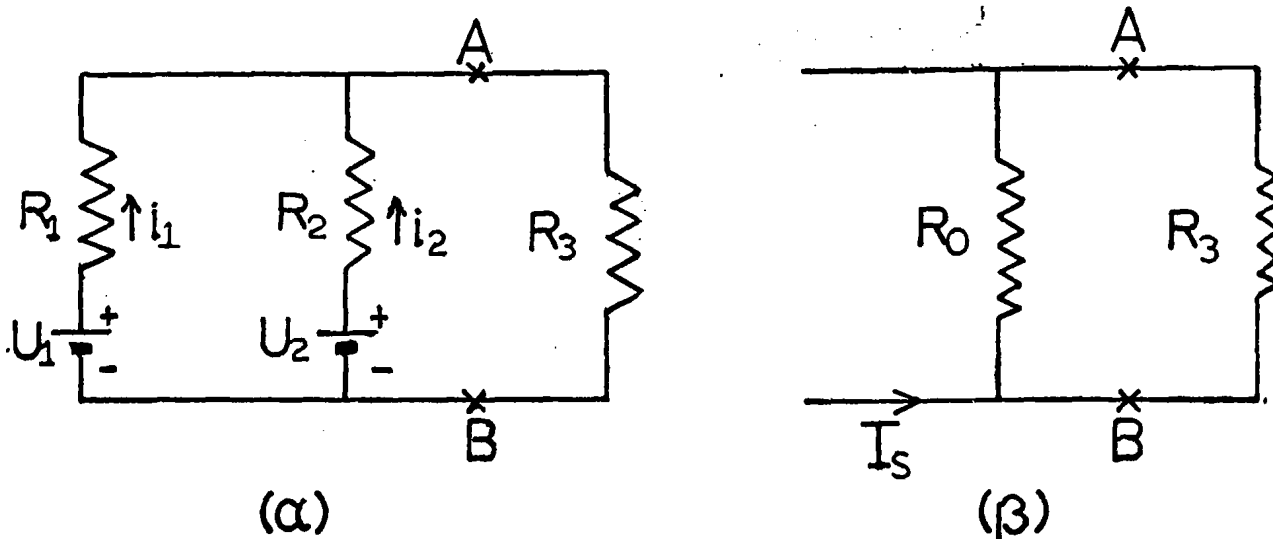 A
A
R1
i1
R2
i2
R3
R0
R3
U1
+
-
U2
+
-
B
Is
B
(α)
(β)